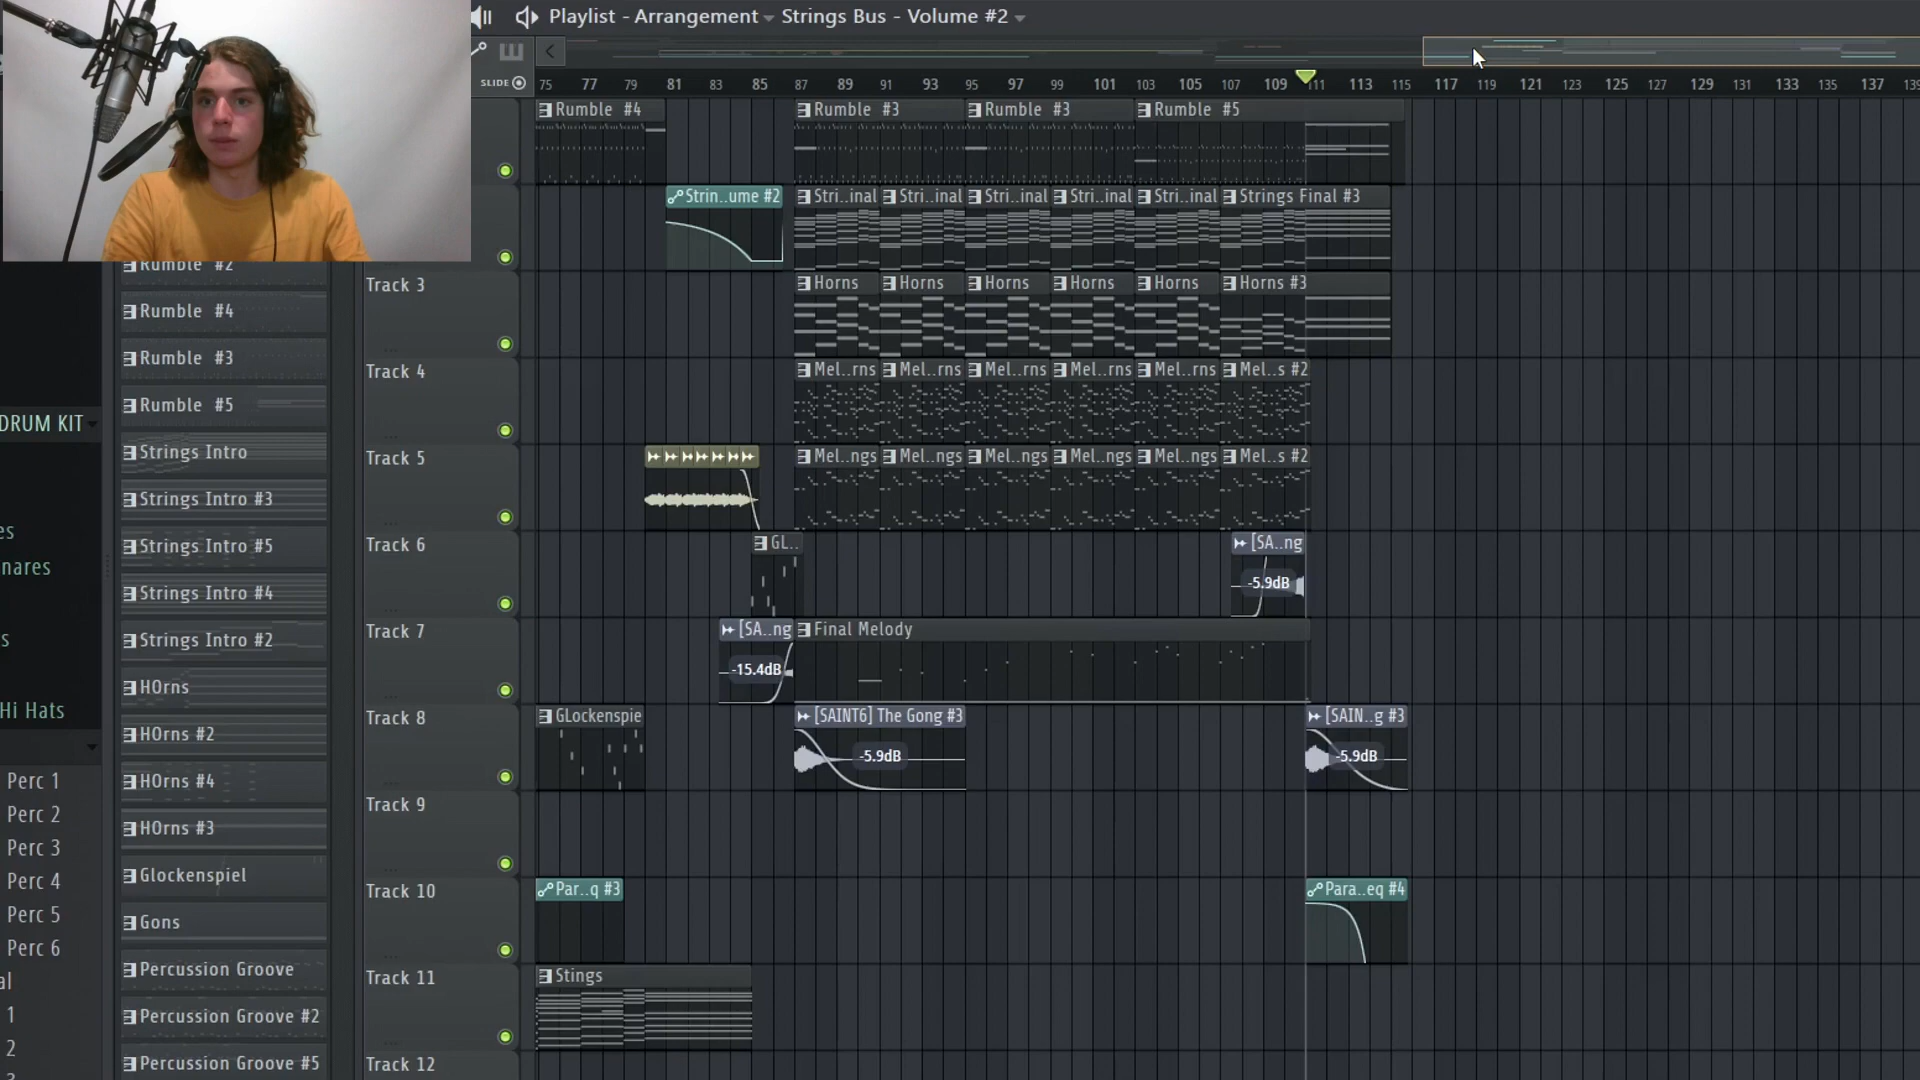 Playlist - Arrangement Strings Bus - Volume #2
SLIDE
75 77 79 81 83 85 87 89 91 93 95 97 99 101 103 105 107 109 111 113 115 117 119 121 123 125 127 129 131 133 135 137 139
Rumble #4 Rumble #3 Rumble #3 Rumble #5
Strin..ume #2 Stri..inal Stri..inal Stri..inal Stri..inal Stri..inal Strings Final #3
Track 3 Horns Horns Horns Horns Horns Horns #3
Track 4 Mel..rns Mel..rns Mel..rns Mel..rns Mel..rns Mel..s #2
Track 5 Mel..ngs Mel..ngs Mel..ngs Mel..ngs Mel..ngs Mel..s #2
Track 6 GL.. [SA..ng
-5.9dB
Track 7 [SA..ng Final Melody
-15.4dB
Track 8 GLockenspie [SAINT6] The Gong #3 [SAIN..g #3
-5.9dB -5.9dB
Track 9
Track 10 Par..q #3 Para..eq #4
Track 11 Stings
Track 12
Rumble #2
Rumble #4
Rumble #3
Rumble #5
Strings Intro
Strings Intro #3
Strings Intro #5
Strings Intro #4
Strings Intro #2
HOrns
HOrns #2
HOrns #4
HOrns #3
Glockenspiel
Gons
Percussion Groove
Percussion Groove #2
Percussion Groove #5
DRUM KIT
es
nares
s
Hi Hats
Perc 1
Perc 2
Perc 3
Perc 4
Perc 5
Perc 6
al
1
2